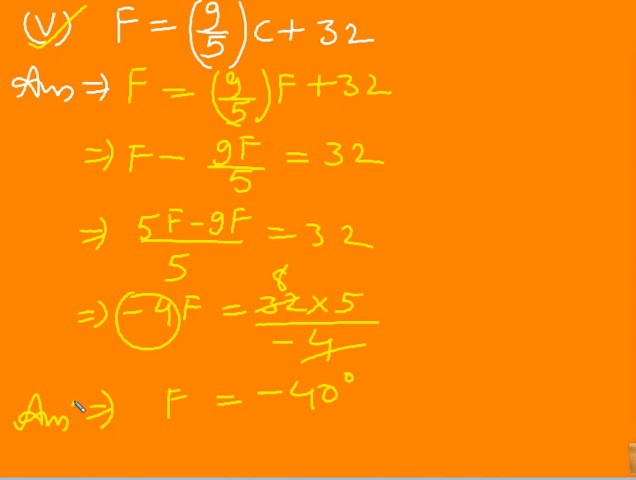 (V) F = (9/5) C + 32
Ans ⇒ F = (9/5) F + 32
⇒ F - 9F/5 = 32
⇒ 5F - 9F/5 = 32
⇒ -4F = 32 8 × 5/-4
Ans ⇒ F = -40°